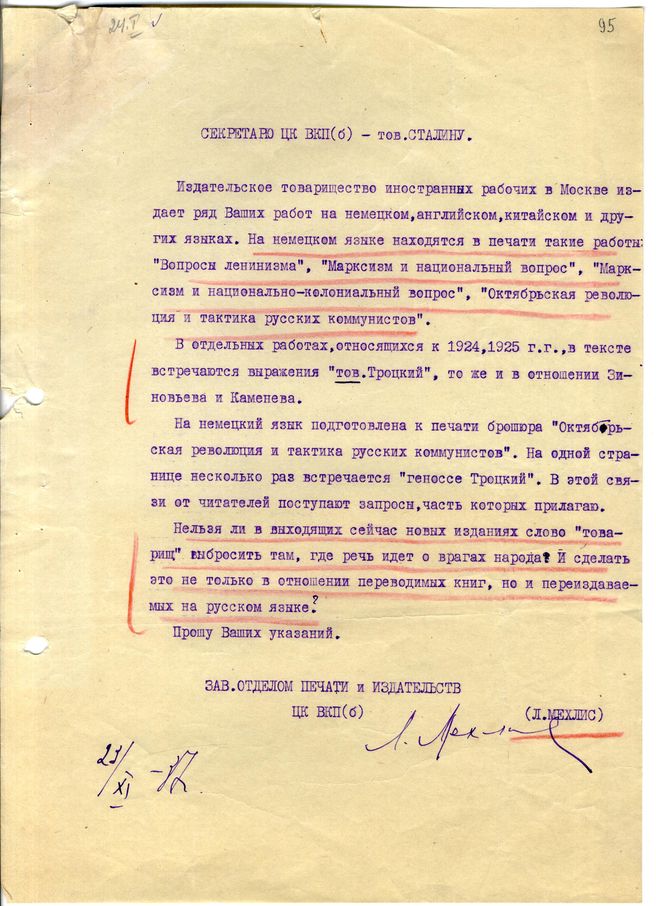 24.I
95
СЕКРЕТАРЮ ЦК ВКП(б) – тов.СТАЛИНУ.
Издательское товарищество иностранных рабочих в Москве из-
дает ряд Ваших работ на немецком,английском,китайском и дру-
гих языках. На немецком языке находятся в печати такие работы:
"Вопросы ленинизма", "Марксизм и национальный вопрос", "Марк-
сизм и национально-колониальный вопрос", "Октябрьская револю-
ция и тактика русских коммунистов".
В отдельных работах,относящихся к 1924,1925 г.г.,в тексте
встречаются выражения "тов.Троцкий", то же и в отношении Зи-
новьева и Каменева.
На немецкий язык подготовлена к печати брошюра "Октябрь-
ская революция и тактика русских коммунистов". На одной стра-
нице несколько раз встречается "геноссе Троцкий". В этой свя-
зи от читателей поступают запросы,часть которых прилагаю.
Нельзя ли в выходящих сейчас новых изданиях слово "това-
рищ" выбросить там, где речь идет о врагах народа? И сделать
это не только в отношении переводимых книг, но и переиздавае-
мых на русском языке?
Прошу Ваших указаний.
ЗАВ.ОТДЕЛОМ ПЕЧАТИ и ИЗДАТЕЛЬСТВ
ЦК ВКП(б)
(Л.МЕХЛИС)
Л. Мехлис
23/XI –37.